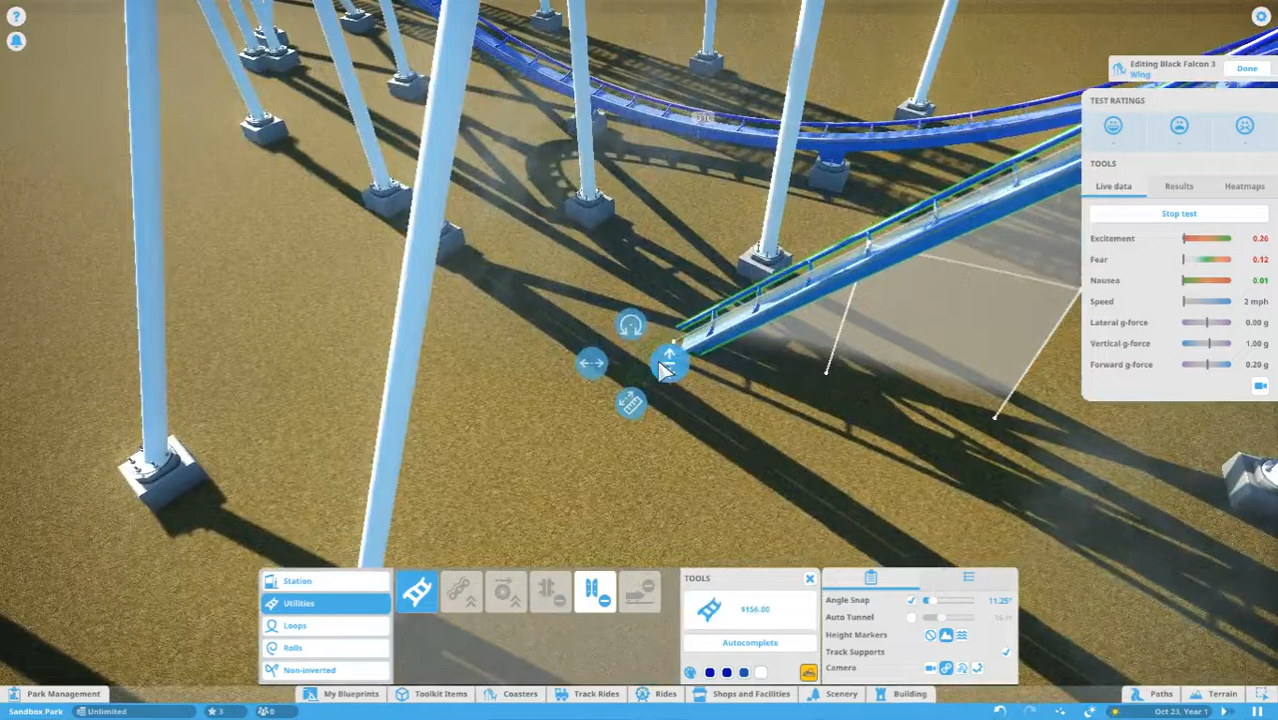 ?
Editing Black Falcon 3
Wing
Done
TEST RATINGS
- - -
TOOLS
Live data Results Heatmaps
Stop test
Excitement 0.26
Fear 0.12
Nausea 0.01
Speed 2 mph
Lateral g-force 0.00 g
Vertical g-force 1.00 g
Forward g-force 0.20 g
Station
Utilities
Loops
Rolls
Non-inverted
TOOLS
$156.00
Autocomplete
Angle Snap 11.25°
Auto Tunnel 16 m
Height Markers
Track Supports
Camera
Park Management My Blueprints Toolkit Items Coasters Track Rides Rides Shops and Facilities Scenery Building Paths Terrain
Sandbox Park Unlimited 3 0 Oct 23, Year 1